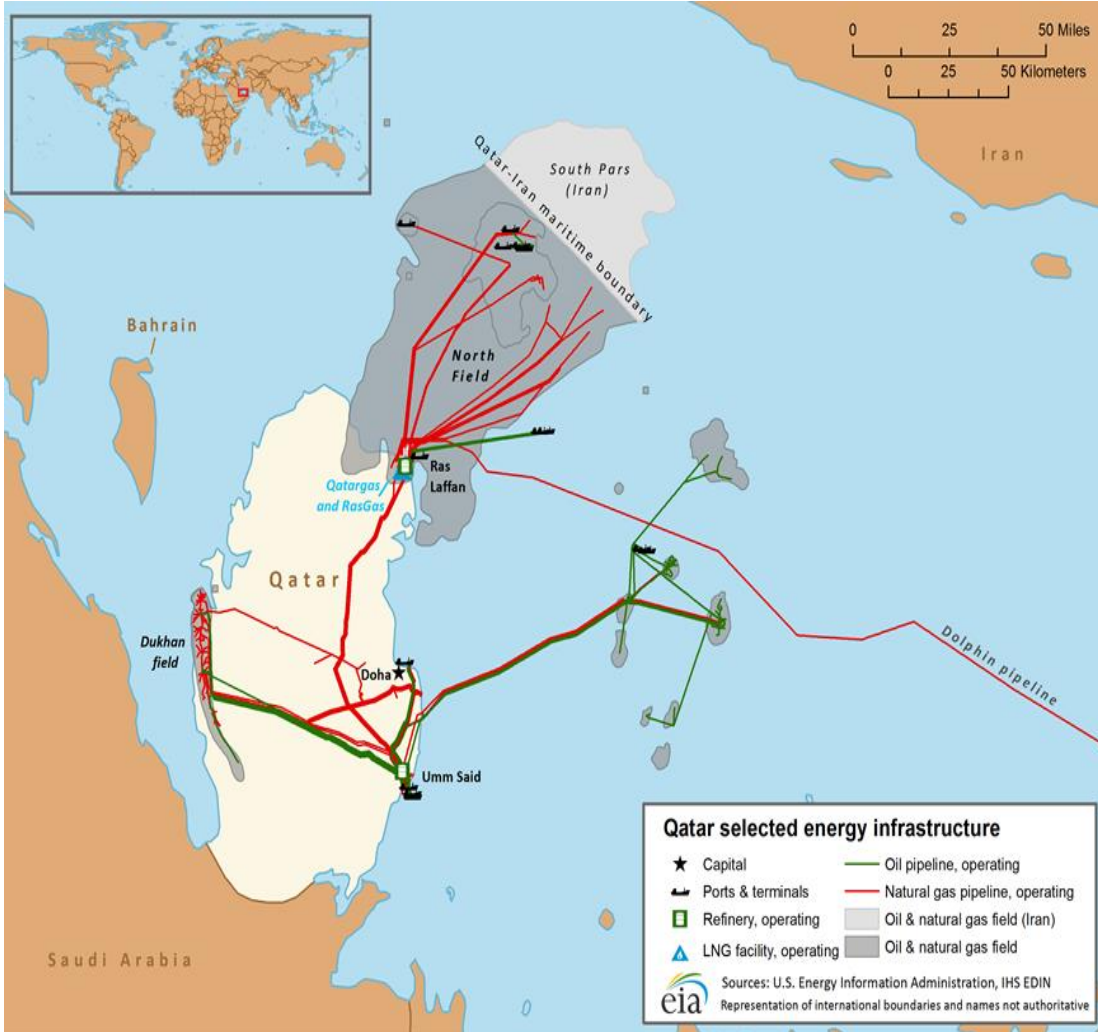 0 25 50 Miles
0 25 50 Kilometers
Iran
South Pars
(Iran)
Qatar-Iran maritime boundary
Bahrain
North
Field
Ras
Laffan
Qatargas
and RasGas
Qatar
Dukhan
field
Doha
Dolphin pipeline
Umm Said
Saudi Arabia
Qatar selected energy infrastructure
Capital
Ports & terminals
Refinery, operating
LNG facility, operating
Oil pipeline, operating
Natural gas pipeline, operating
Oil & natural gas field (Iran)
Oil & natural gas field
eia
Sources: U.S. Energy Information Administration, IHS EDIN
Representation of international boundaries and names not authoritative